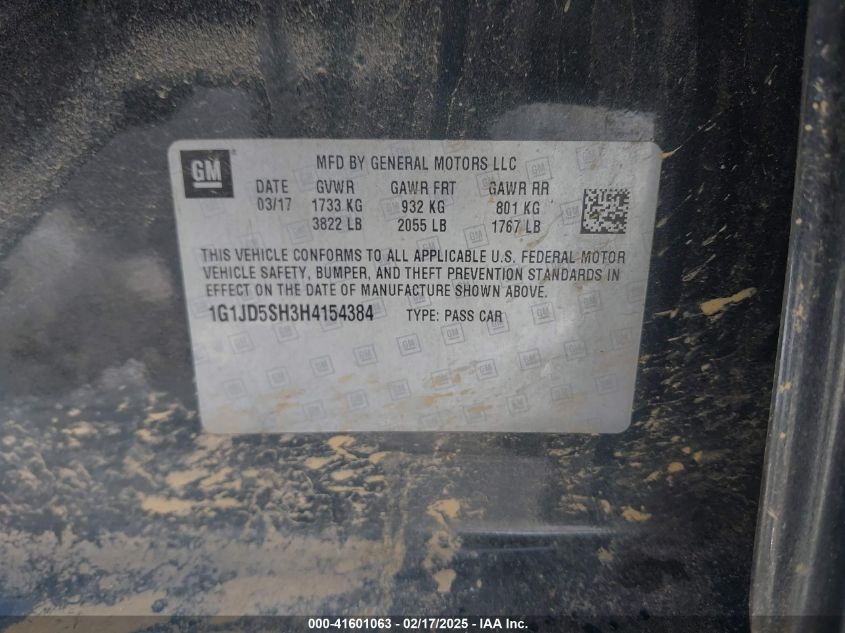 GM
MFD BY GENERAL MOTORS LLC
DATE GVWR GAWR FRT GAWR RR
03/17 1733 KG 932 KG 801 KG
3822 LB 2055 LB 1767 LB
THIS VEHICLE CONFORMS TO ALL APPLICABLE U.S. FEDERAL MOTOR
VEHICLE SAFETY, BUMPER, AND THEFT PREVENTION STANDARDS IN
EFFECT ON THE DATE OF MANUFACTURE SHOWN ABOVE.
1G1JD5SH3H4154384 TYPE: PASS CAR
000-41601063 - 02/17/2025 - IAA Inc.